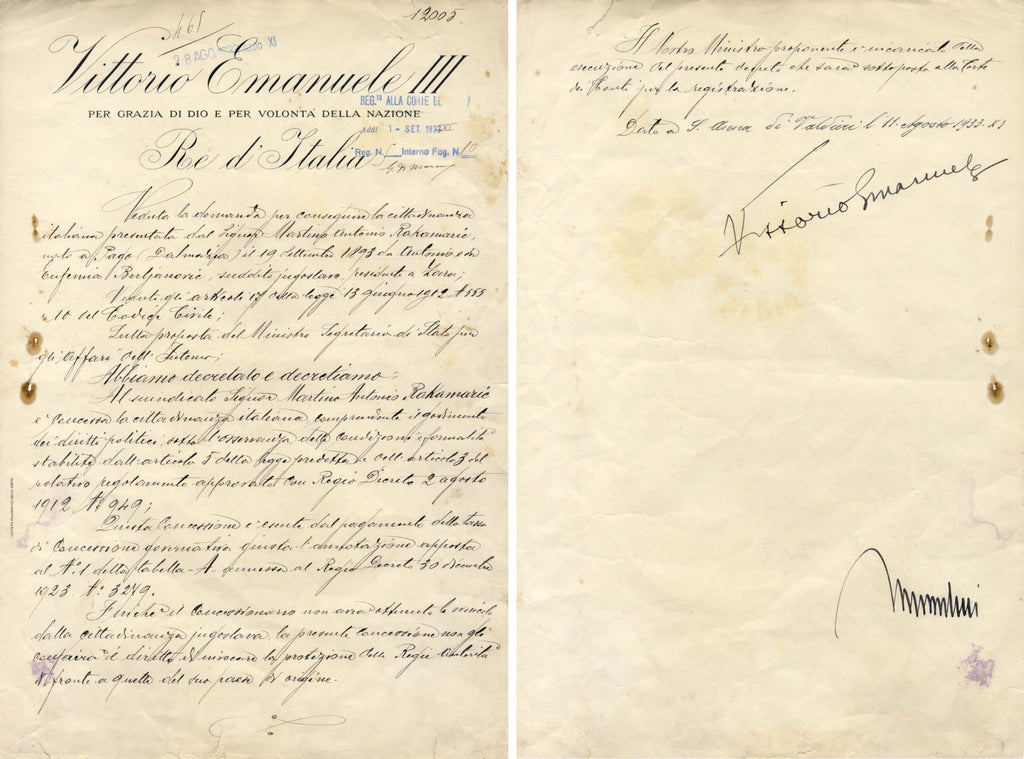 12005.
28 AGO Anno XI
Vittorio Emanuele III
PER GRAZIA DI DIO E PER VOLONTÀ DELLA NAZIONE
Re d'Italia
REG.TO ALLA CORTE
Addì 1 - SET. 1933
Reg. N. 1 Interno Fog. N. 10
Veduta la domanda per conseguire la cittadinanza
italiana presentata dal Signor Martino Antonio Rakamarić,
nato a Pago (Dalmazia) il 19 settembre 1893 da Antonio e da
Eufemia Buljanović, suddito jugoslavo, residente a Zara;
Veduti gli articoli 17 della legge 13 giugno 1912 N. 555
e 10 del Codice Civile;
Sulla proposta del Ministro Segretario di Stato per
gli Affari dell'Interno;
Abbiamo decretato e decretiamo:
Al suindicato Signor Martino Antonio Rakamarić
è concessa la cittadinanza italiana, comprendente il godimento
dei diritti politici, sotto l'osservanza delle condizioni e formalità
stabilite dall'articolo 5 della legge predetta e dell'articolo 3 del
relativo regolamento approvato con Regio Decreto 2 agosto
1912 N.° 949;
Questa concessione è esente dal pagamento della tassa
di concessione governativa giusta l'annotazione apposta
al N.° 1 della tabella A annessa al Regio Decreto 30 dicembre
1923 N.° 3279.
Finchè il concessionario non avrà ottenuto lo svincolo
dalla cittadinanza jugoslava, la presente concessione non gli
conferirà il diritto di invocare la protezione delle Regie Autorità
di fronte a quelle del suo paese di origine.
Il Nostro Ministro proponente è incaricato della
esecuzione del presente decreto che sarà sottoposto alla Corte
dei Conti per la registrazione.
Dato a S. Anna di Valdieri l'11 Agosto 1933-XI
Vittorio Emanuele
Mussolini